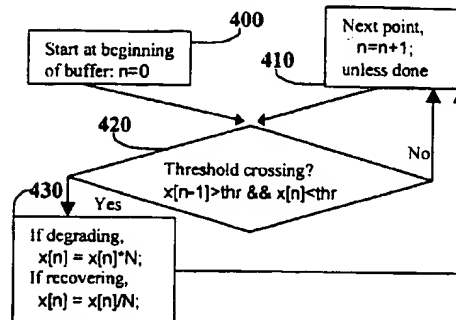 400
Start at beginning
of buffer: n=0
410
Next point,
n=n+1;
unless done
420
Threshold crossing?
x[n-1]>thr && x[n]<thr
No
Yes
430
If degrading,
x[n] = x[n]*N;
If recovering,
x[n] = x[n]/N;